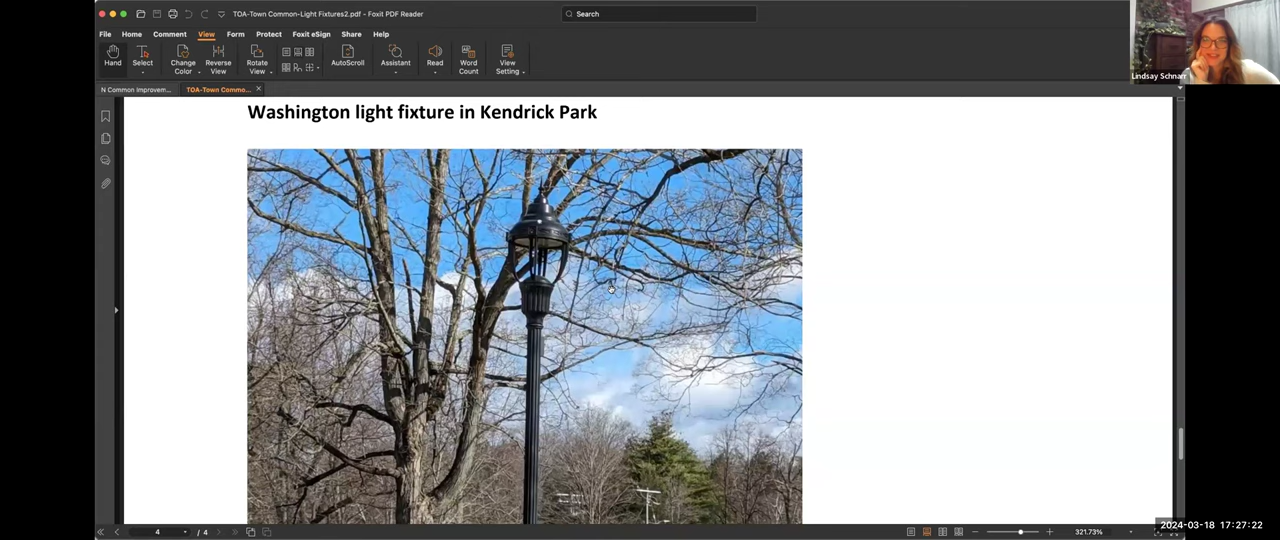 TOA-Town Common-Light Fixtures2.pdf - Foxit PDF Reader
Search
File Home Comment View Form Protect Foxit eSign Share Help
Hand Select Change Color Reverse View Rotate View AutoScroll Assistant Read Word Count View Setting
N Common Improvem... TOA-Town Commo...
Lindsay Schnarr
Washington light fixture in Kendrick Park
4 / 4
321.73%
2024-03-18 17:27:22